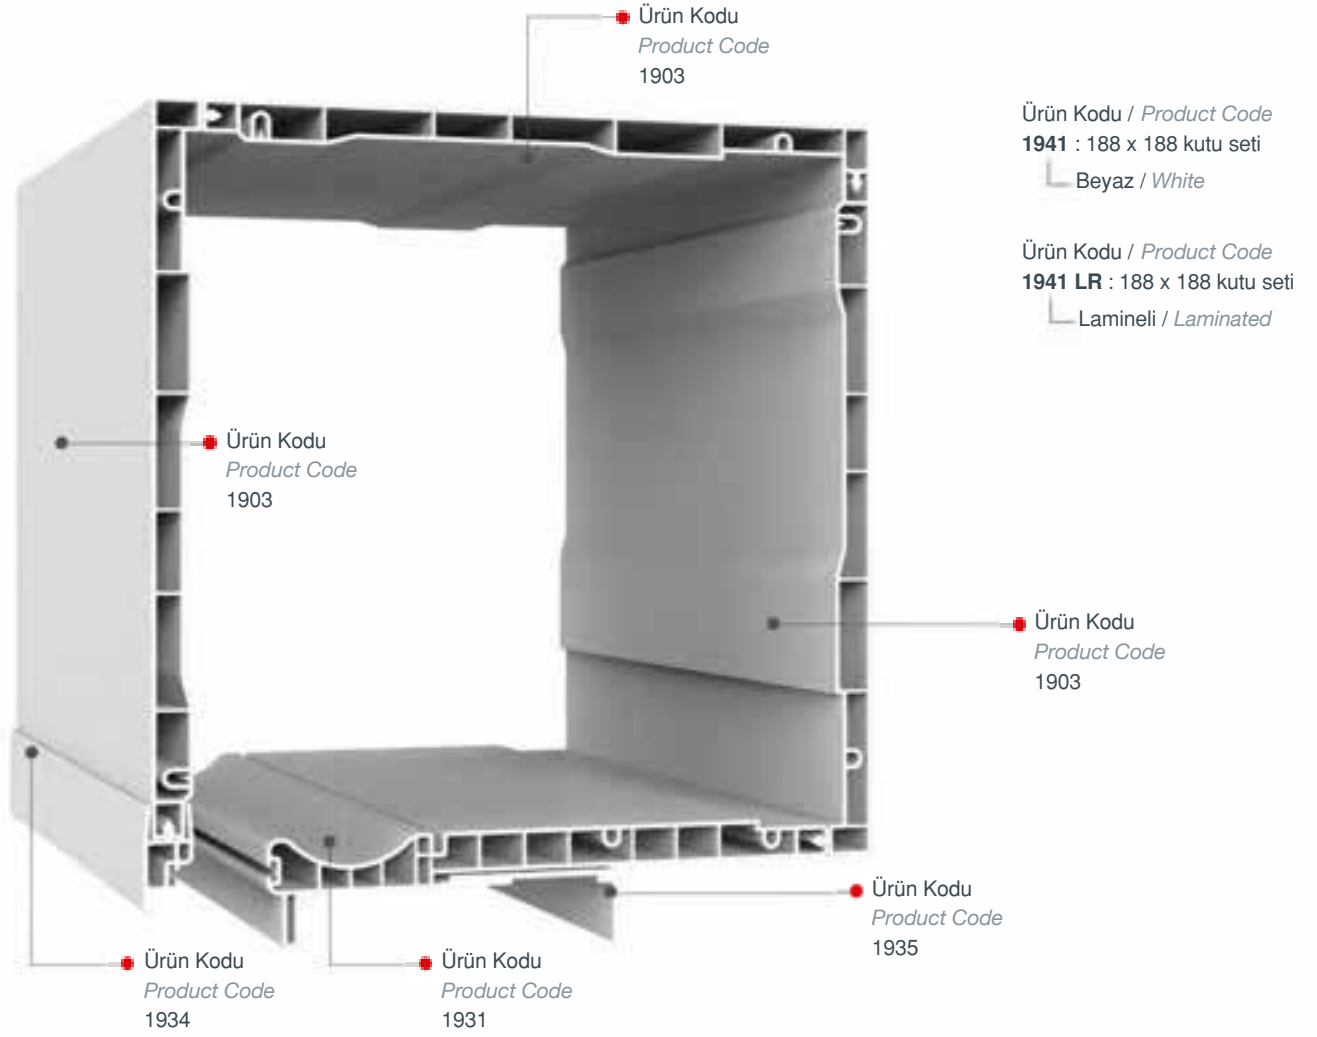 Ürün Kodu
Product Code
1903
Ürün Kodu / Product Code
1941 : 188 x 188 kutu seti
Beyaz / White
Ürün Kodu / Product Code
1941 LR : 188 x 188 kutu seti
Lamineli / Laminated
Ürün Kodu
Product Code
1903
Ürün Kodu
Product Code
1903
Ürün Kodu
Product Code
1935
Ürün Kodu
Product Code
1934
Ürün Kodu
Product Code
1931